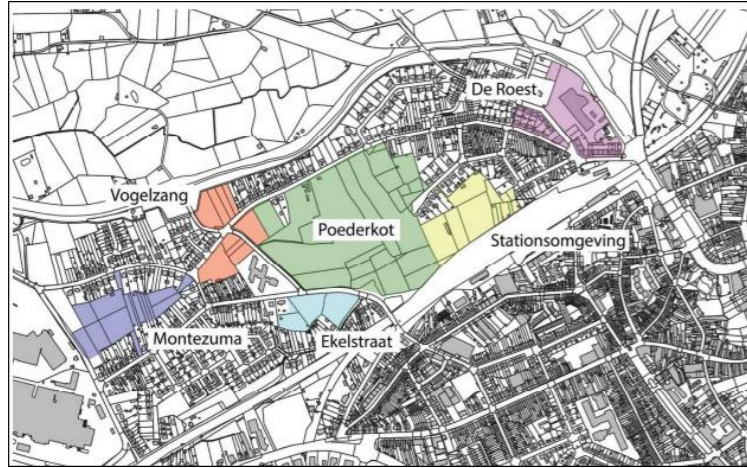 De Roest
Vogelzang
Poederkot
Stationsomgeving
Montezuma
Ekelstraat